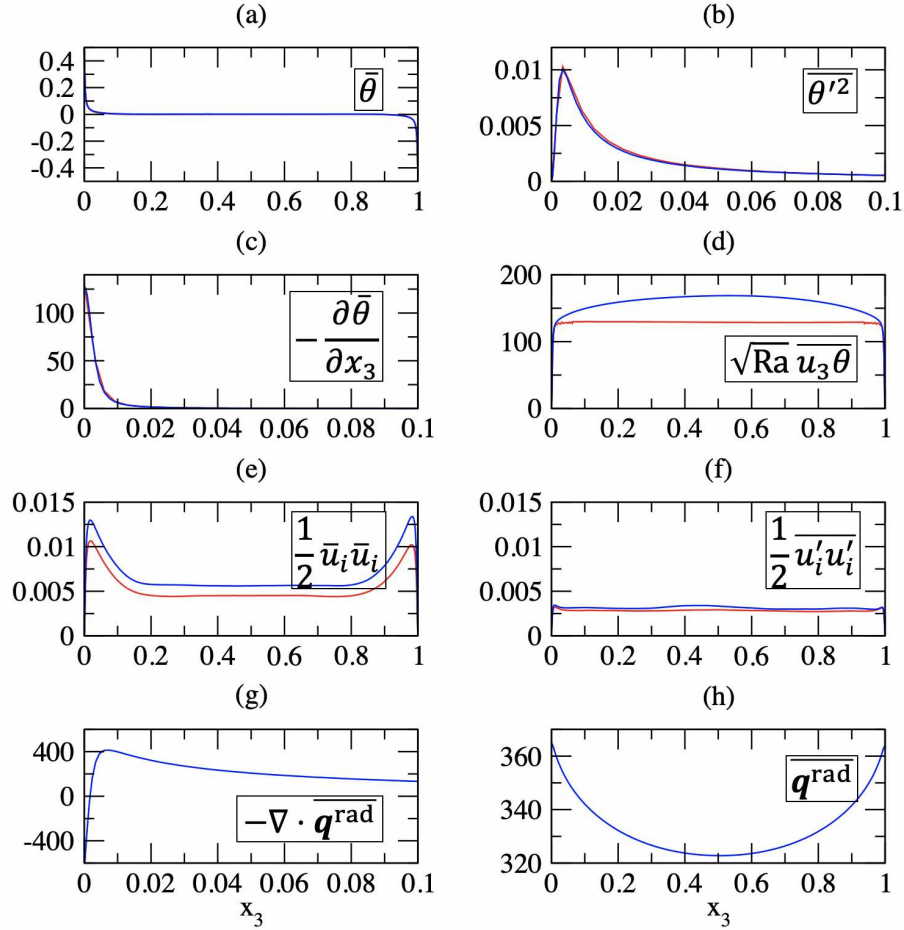 (a)
0.4
0.2
0
-0.2
-0.4
θ̄
0 0.2 0.4 0.6 0.8 1
(b)
0.01
0.005
0
\overline{θ′²}
0 0.02 0.04 0.06 0.08 0.1
(c)
100
50
0
−∂θ̄/∂x₃
0 0.02 0.04 0.06 0.08 0.1
(d)
200
150
100
50
0
√Ra \overline{u₃θ}
0 0.2 0.4 0.6 0.8 1
(e)
0.015
0.01
0.005
0
1/2 ūᵢūᵢ
0 0.2 0.4 0.6 0.8 1
(f)
0.015
0.01
0.005
0
1/2 \overline{u′ᵢu′ᵢ}
0 0.2 0.4 0.6 0.8 1
(g)
400
0
-400
−∇ · \overline{q^rad}
0 0.02 0.04 0.06 0.08 0.1
x₃
(h)
360
340
320
\overline{q^rad}
0 0.2 0.4 0.6 0.8 1
x₃